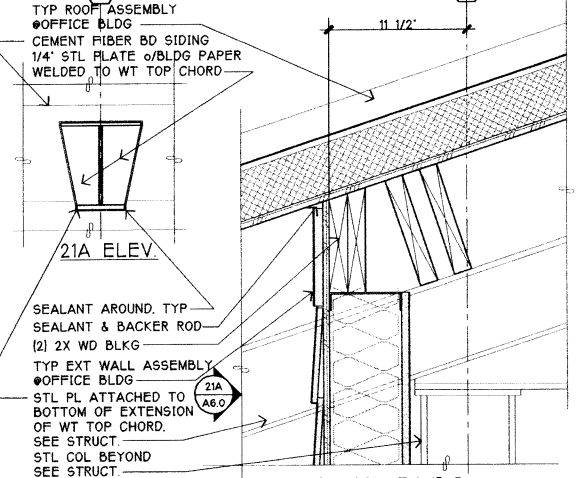 TYP ROOF ASSEMBLY
@OFFICE BLDG
CEMENT FIBER BD SIDING
1/4" STL PLATE o/BLDG PAPER
WELDED TO WT TOP CHORD
11 1/2"
21A ELEV.
SEALANT AROUND, TYP
SEALANT & BACKER ROD
(2) 2X WD BLKG
TYP EXT WALL ASSEMBLY
@OFFICE BLDG
21A
A6.0
STL PL ATTACHED TO
BOTTOM OF EXTENSION
OF WT TOP CHORD,
SEE STRUCT.
STL COL BEYOND
SEE STRUCT.